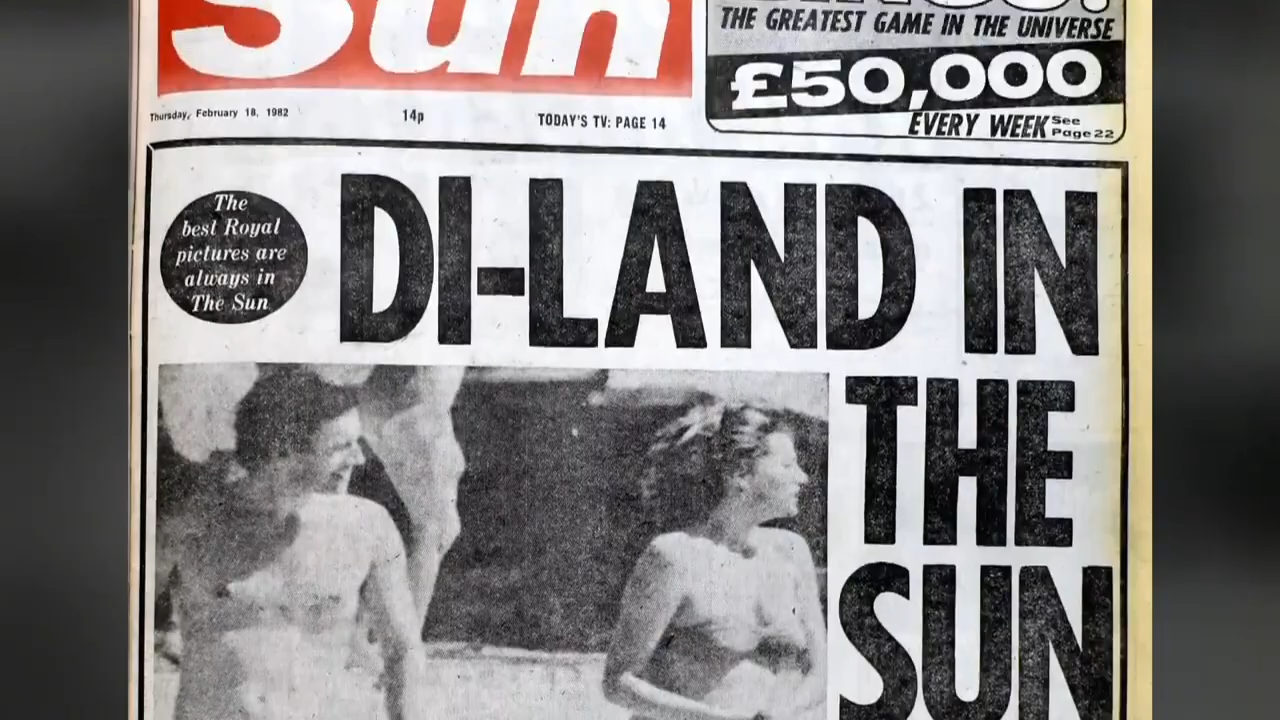 Sun
THE GREATEST GAME IN THE UNIVERSE
£50,000
EVERY WEEK See Page 22
Thursday, February 18, 1982 14p TODAY'S TV: PAGE 14
The
best Royal
pictures are
always in
The Sun
DI-LAND IN
THE
SUN